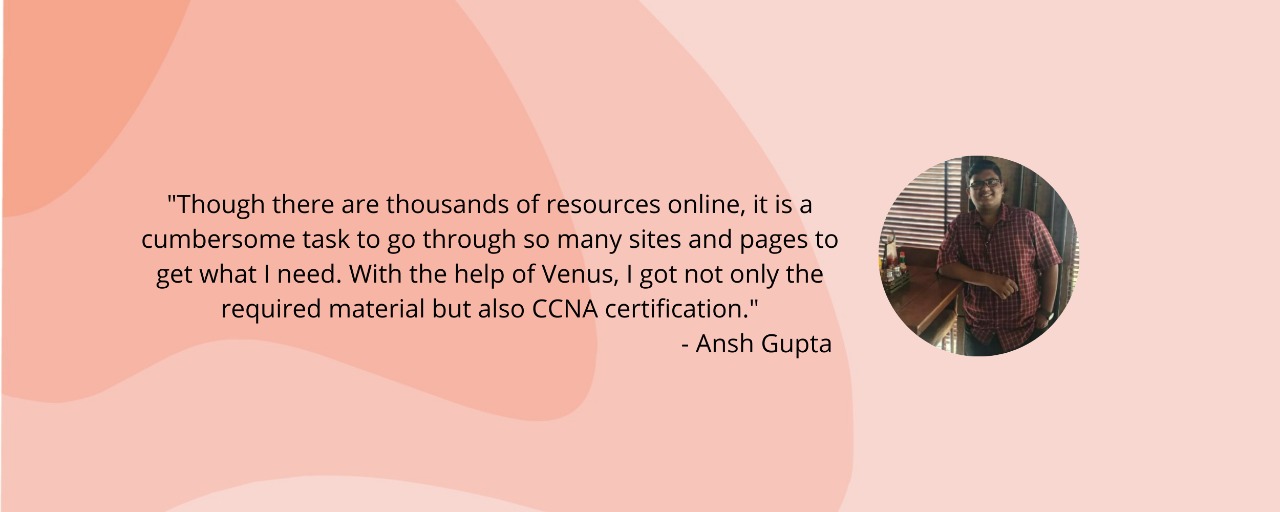 "Though there are thousands of resources online, it is a
cumbersome task to go through so many sites and pages to
get what I need. With the help of Venus, I got not only the
required material but also CCNA certification."
- Ansh Gupta